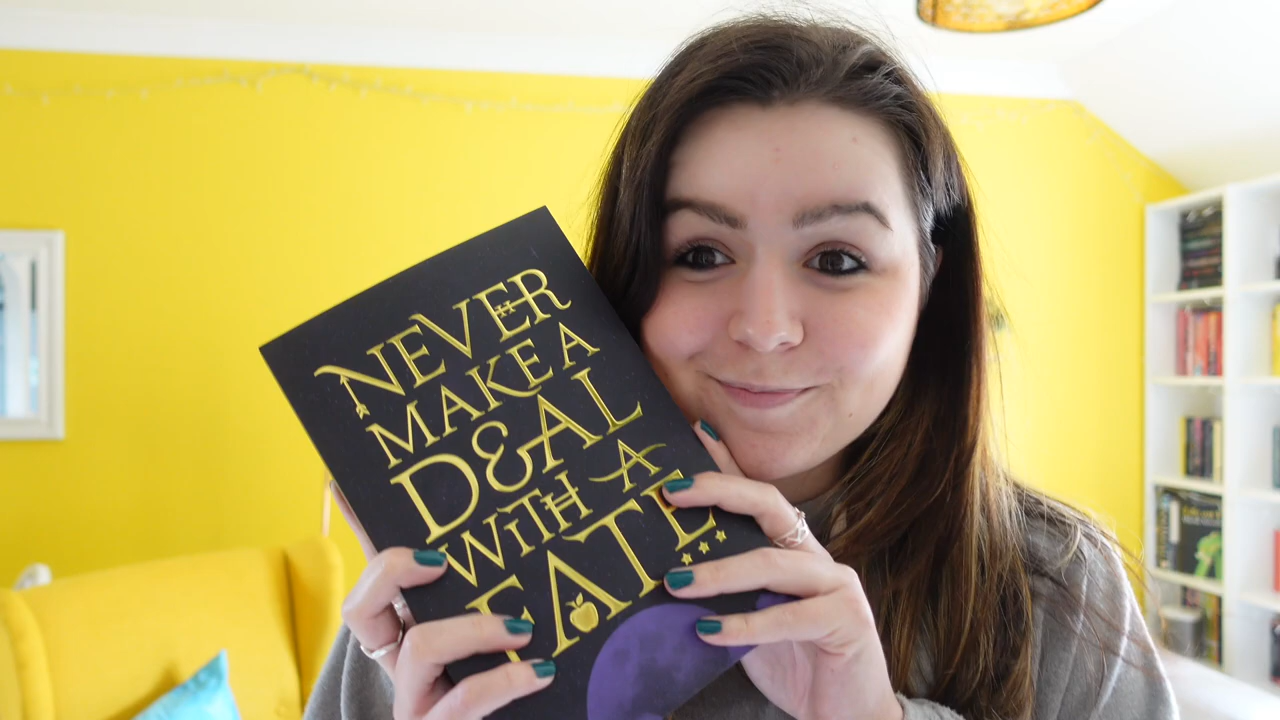 NEVER
MAKE A
DEAL
WITH A
FATE...